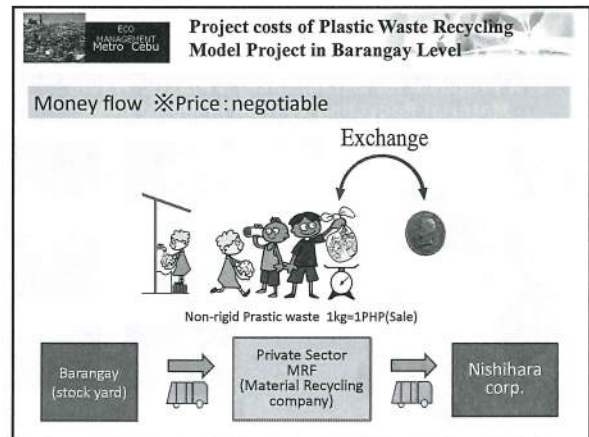 ECO
MANAGEMENT
Metro Cebu
Project costs of Plastic Waste Recycling
Model Project in Barangay Level
Money flow ※Price : negotiable
Exchange
Non-rigid Prastic waste 1kg=1PHP(Sale)
Barangay
(stock yard)
Private Sector
MRF
(Material Recycling
company)
Nishihara
corp.